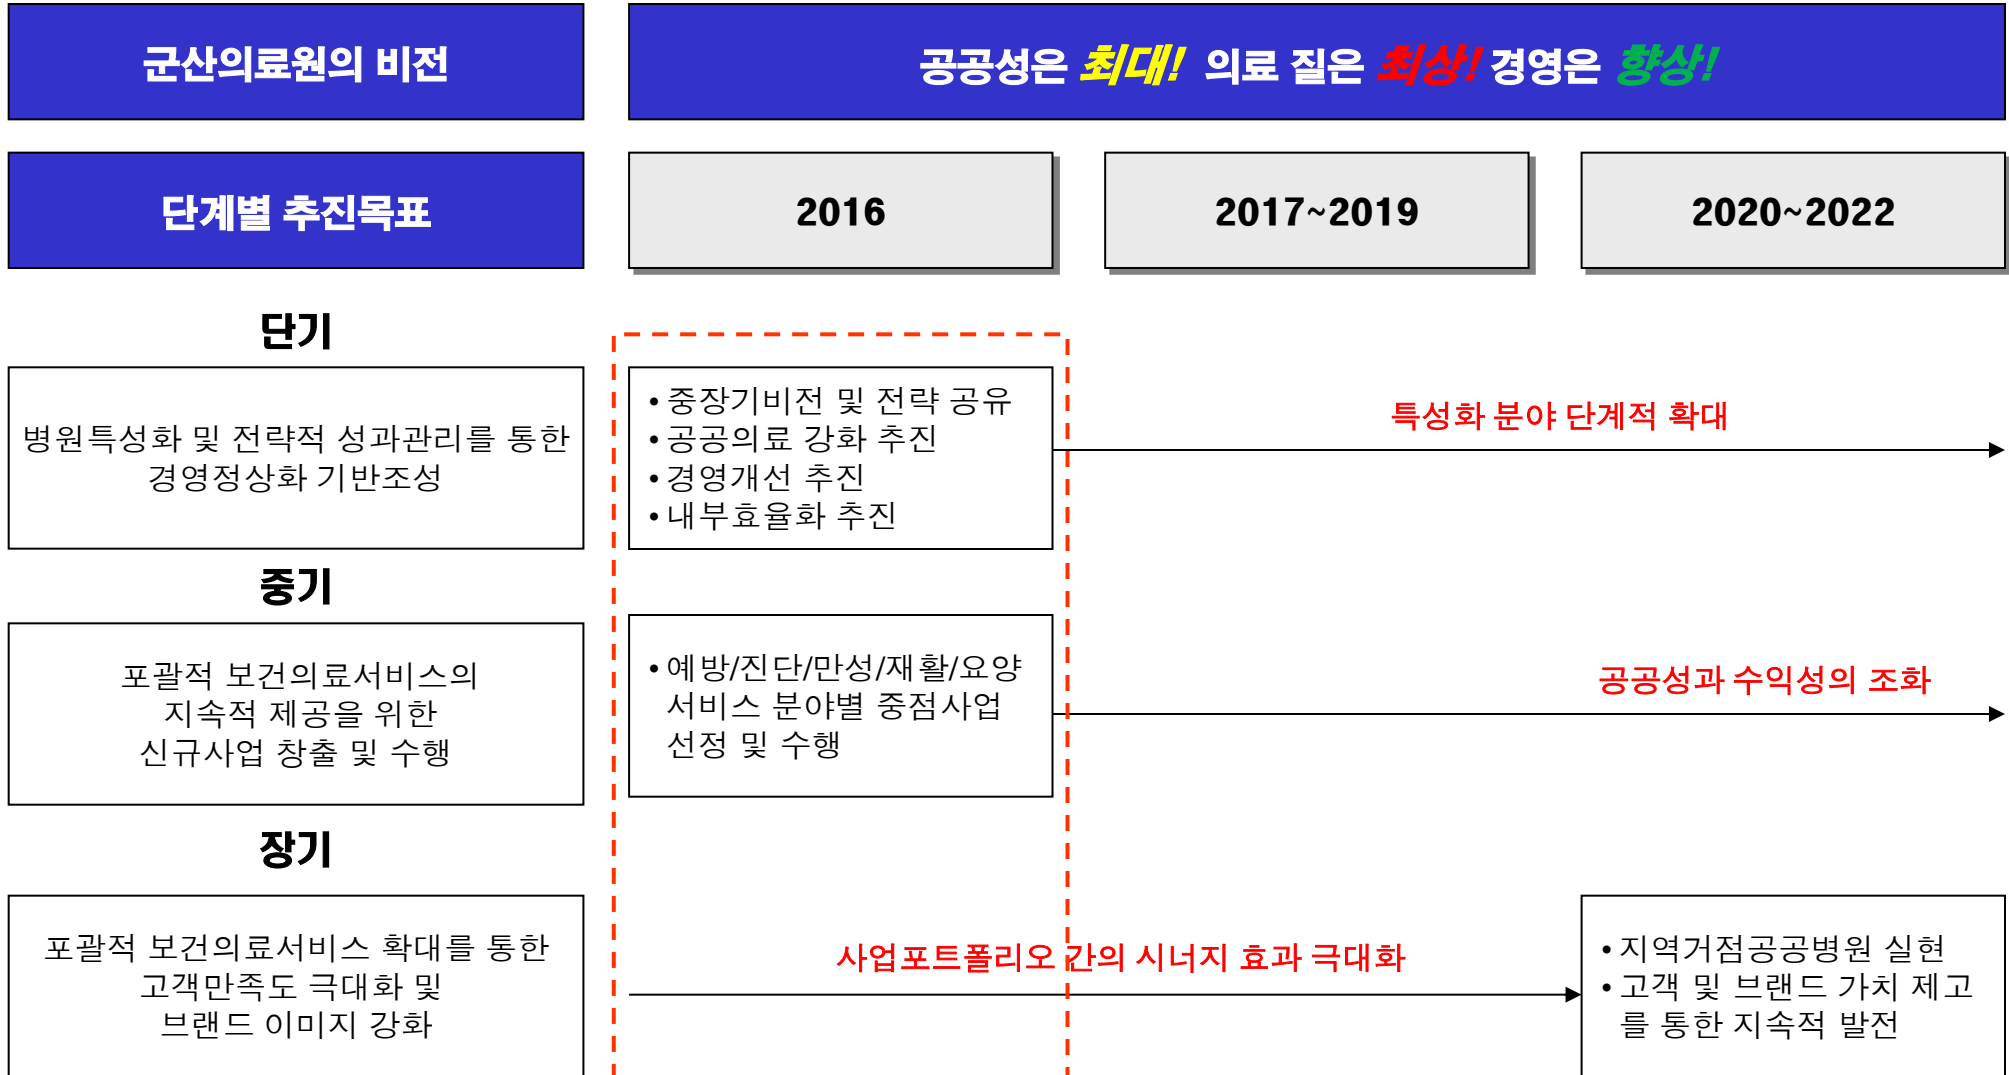 군산의료원의 비전
공공성은 최대! 의료 질은 최상! 경영은 향상!
단계별 추진목표
2016
2017~2019
2020~2022
단기
병원특성화 및 전략적 성과관리를 통한
경영정상화 기반조성
• 중장기비전 및 전략 공유
• 공공의료 강화 추진
• 경영개선 추진
• 내부효율화 추진
특성화 분야 단계적 확대
중기
포괄적 보건의료서비스의
지속적 제공을 위한
신규사업 창출 및 수행
• 예방/진단/만성/재활/요양
서비스 분야별 중점사업
선정 및 수행
공공성과 수익성의 조화
장기
포괄적 보건의료서비스 확대를 통한
고객만족도 극대화 및
브랜드 이미지 강화
사업포트폴리오 간의 시너지 효과 극대화
• 지역거점공공병원 실현
• 고객 및 브랜드 가치 제고
를 통한 지속적 발전